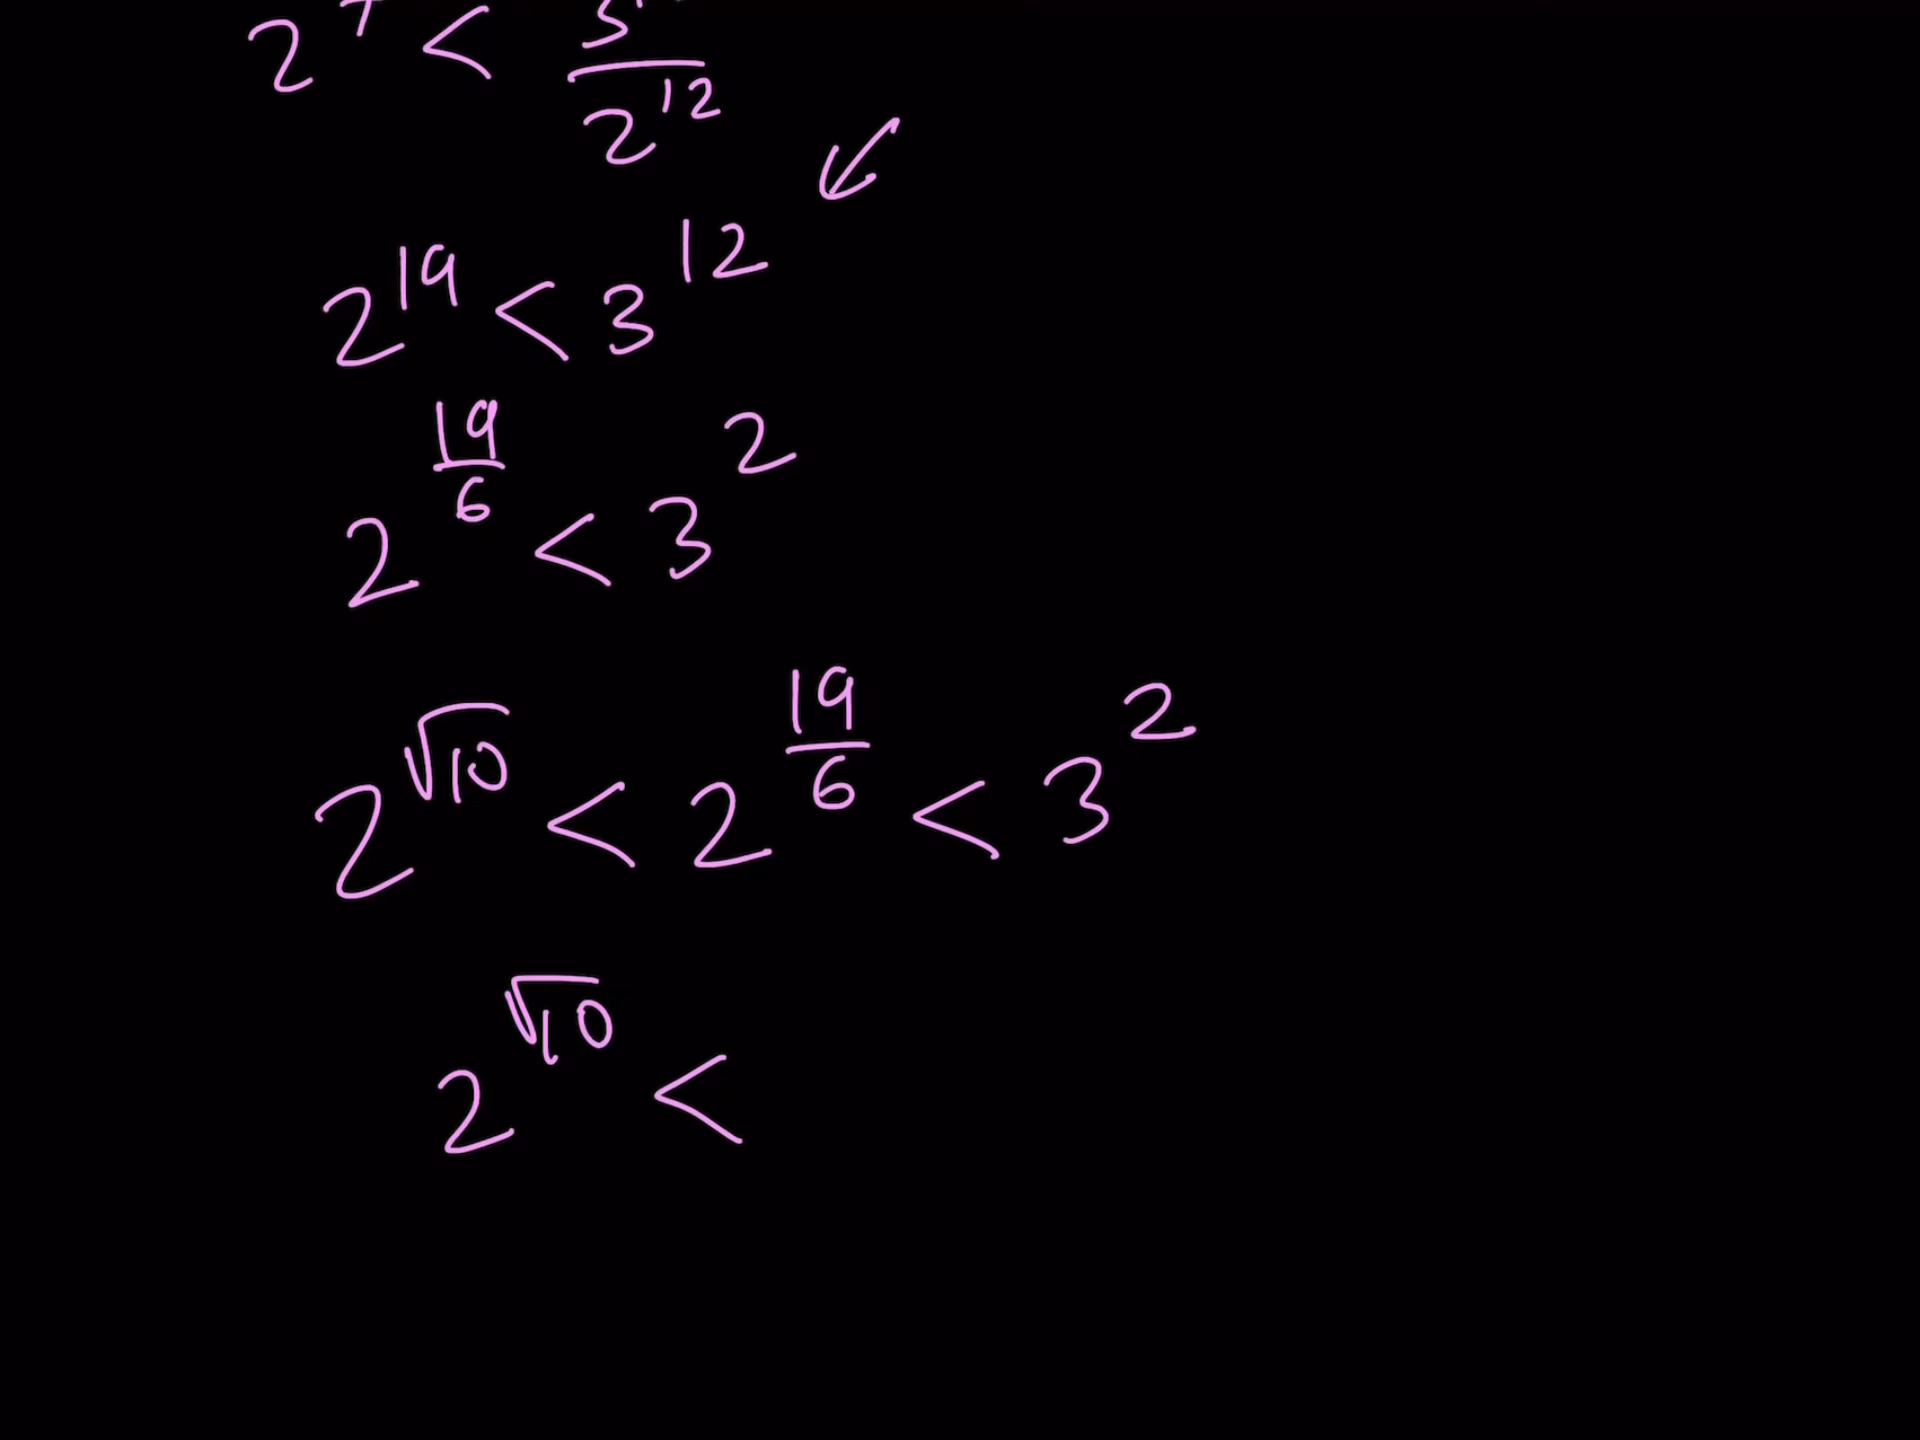 2^7 < 3^12/2^12
2^19 < 3^12
2^(19/6) < 3^2
2^√10 < 2^(19/6) < 3^2
2^√10 <